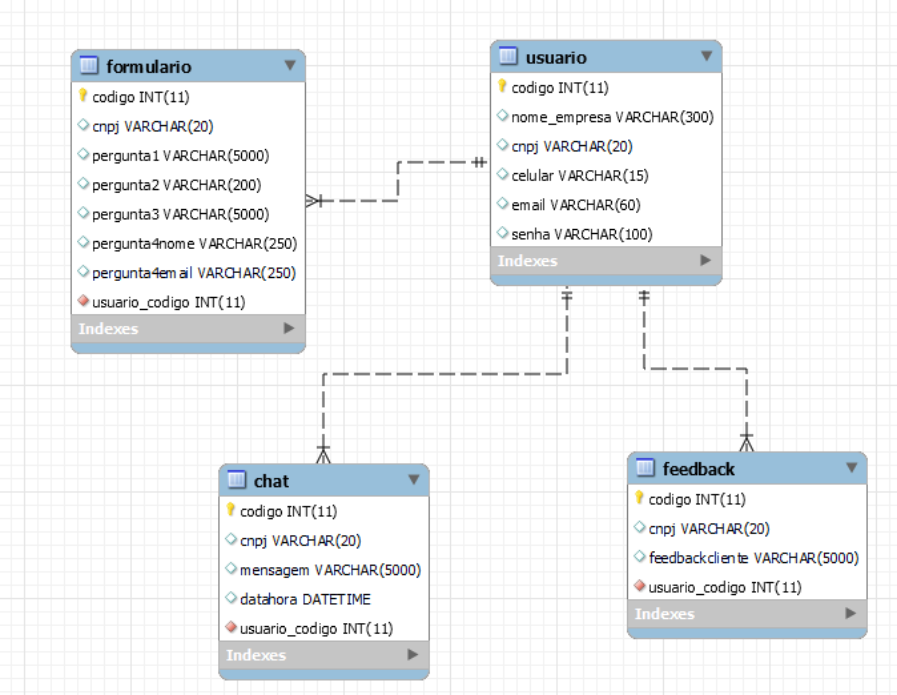 formulario
codigo INT(11)
cnpj VARCHAR(20)
pergunta1 VARCHAR(5000)
pergunta2 VARCHAR(200)
pergunta3 VARCHAR(5000)
pergunta4nome VARCHAR(250)
pergunta4email VARCHAR(250)
usuario_codigo INT(11)
Indexes
usuario
codigo INT(11)
nome_empresa VARCHAR(300)
cnpj VARCHAR(20)
celular VARCHAR(15)
email VARCHAR(60)
senha VARCHAR(100)
Indexes
chat
codigo INT(11)
cnpj VARCHAR(20)
mensagem VARCHAR(5000)
datahora DATETIME
usuario_codigo INT(11)
Indexes
feedback
codigo INT(11)
cnpj VARCHAR(20)
feedbackcliente VARCHAR(5000)
usuario_codigo INT(11)
Indexes